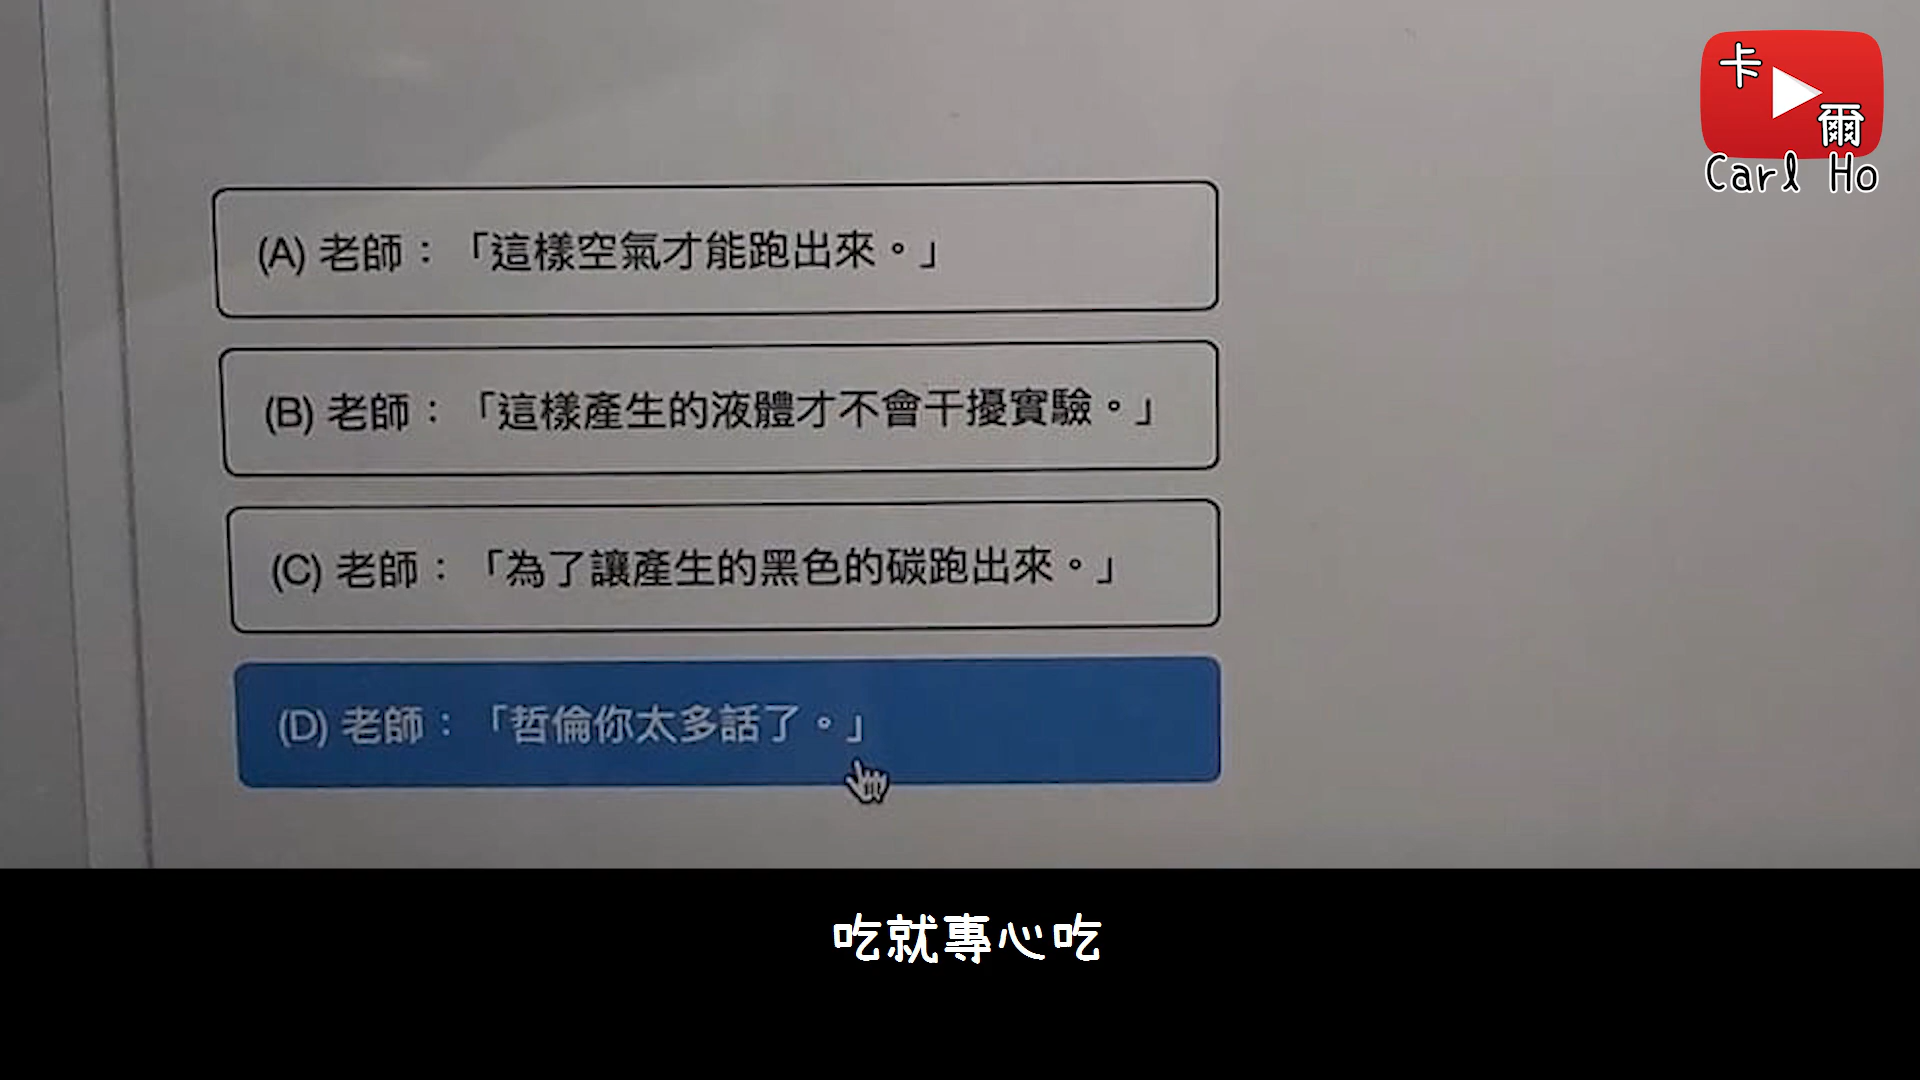 卡
爾
Carl Ho
(A) 老師：「這樣空氣才能跑出來。」
(B) 老師：「這樣產生的液體才不會干擾實驗。」
(C) 老師：「為了讓產生的黑色的碳跑出來。」
(D) 老師：「哲倫你太多話了。」
吃就專心吃